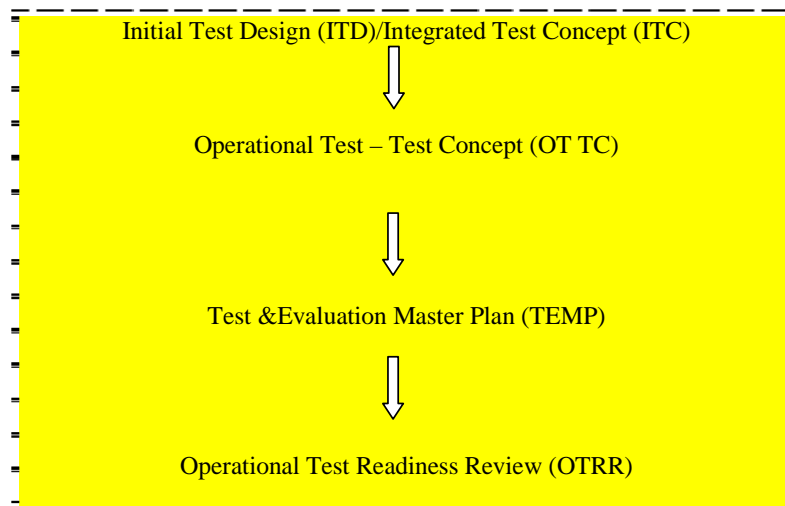 Initial Test Design (ITD)/Integrated Test Concept (ITC)
Operational Test – Test Concept (OT TC)
Test &Evaluation Master Plan (TEMP)
Operational Test Readiness Review (OTRR)